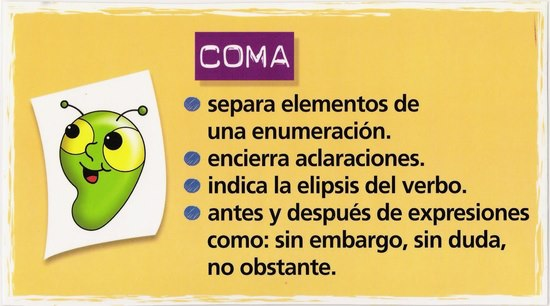 COMA
separa elementos de
una enumeración.
encierra aclaraciones.
indica la elipsis del verbo.
antes y después de expresiones
como: sin embargo, sin duda,
no obstante.